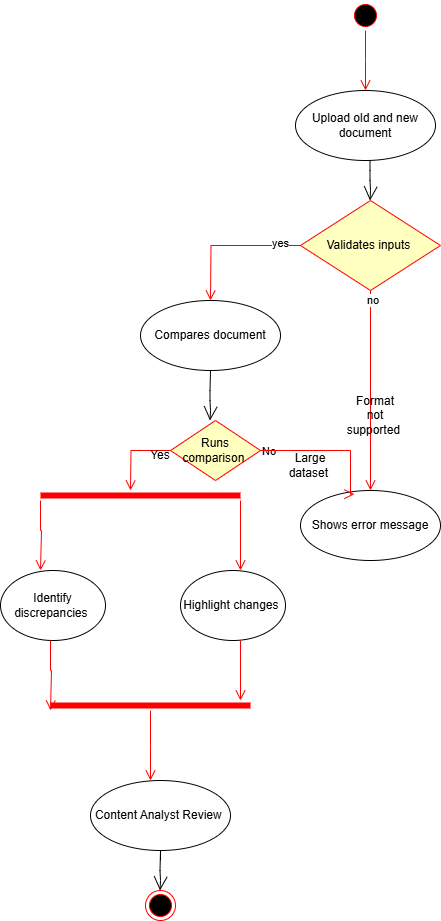 Upload old and new
document
Validates inputs
yes
no
Compares document
Format
not
supported
Runs
comparison
Yes
No
Large
dataset
Shows error message
Identify
discrepancies
Highlight changes
Content Analyst Review